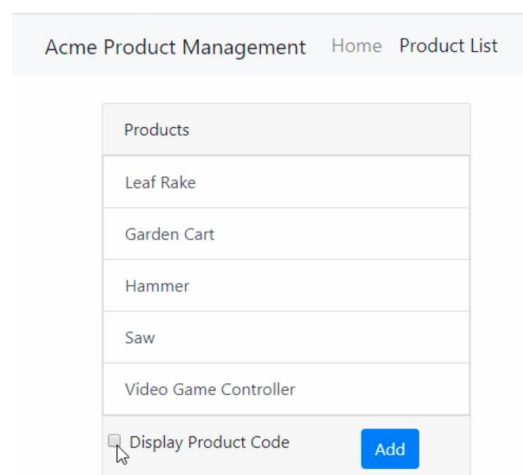 Acme Product Management Home Product List
Products
Leaf Rake
Garden Cart
Hammer
Saw
Video Game Controller
Display Product Code Add